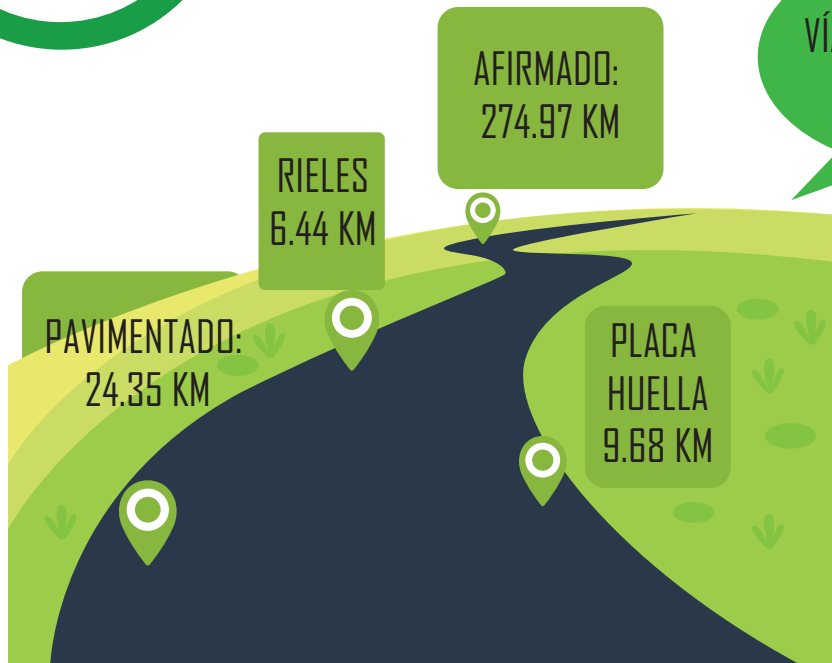 AFIRMADO:
274.97 KM
RIELES
6.44 KM
PAVIMENTADO:
24.35 KM
PLACA
HUELLA
9.68 KM